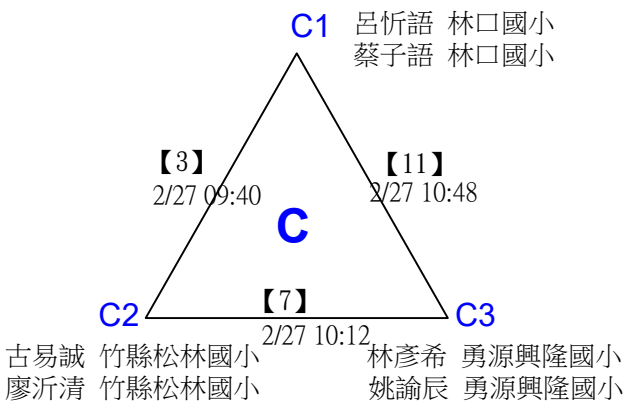 C1 呂忻語 林口國小
蔡子語 林口國小
【3】 【11】
2/27 09:40 2/27 10:48
C
【7】
C2 C3
2/27 10:12
古易誠 竹縣松林國小 林彥希 勇源興隆國小
廖沂清 竹縣松林國小 姚諭辰 勇源興隆國小